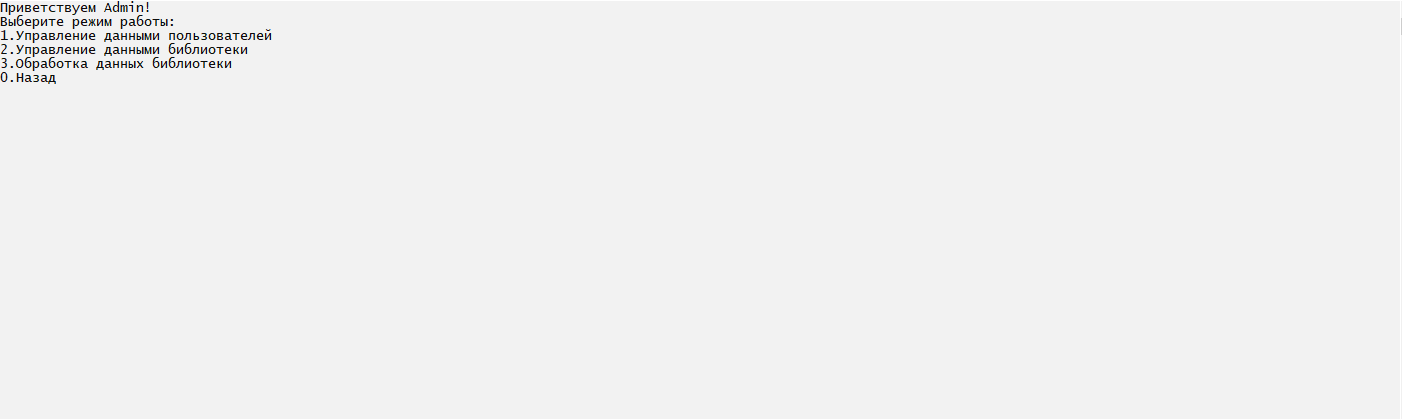 Приветствуем Admin!
Выберите режим работы:
1.Управление данными пользователей
2.Управление данными библиотеки
3.Обработка данных библиотеки
0.Назад